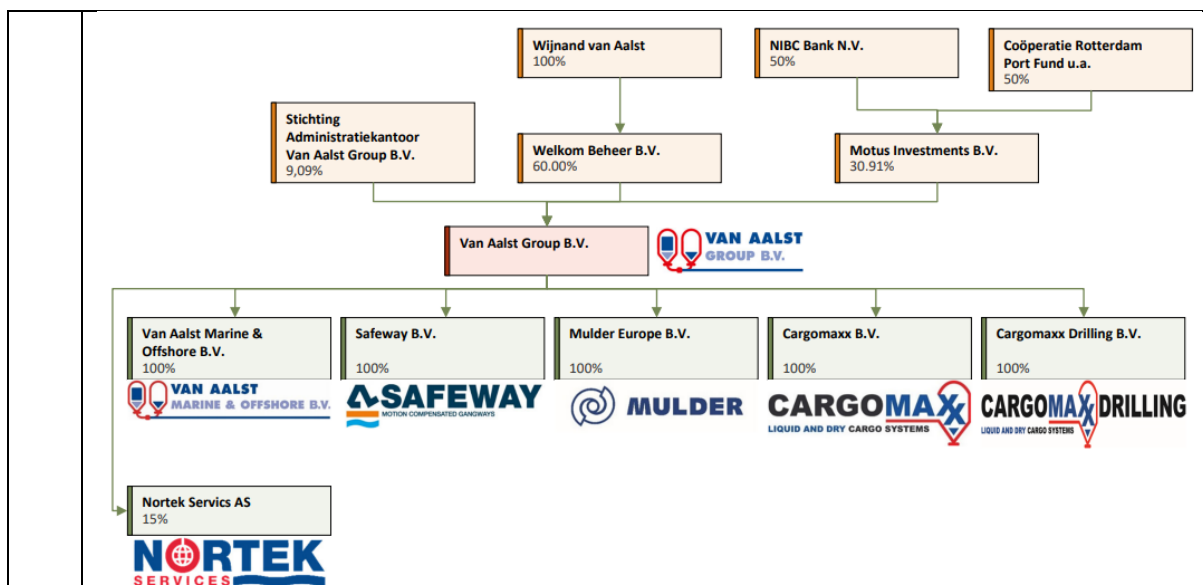 Wijnand van Aalst
100%
NIBC Bank N.V.
50%
Coöperatie Rotterdam
Port Fund u.a.
50%
Stichting
Administratiekantoor
Van Aalst Group B.V.
9,09%
Welkom Beheer B.V.
60.00%
Motus Investments B.V.
30.91%
Van Aalst Group B.V.
VAN AALST
GROUP B.V.
Van Aalst Marine &
Offshore B.V.
100%
Safeway B.V.
100%
Mulder Europe B.V.
100%
Cargomaxx B.V.
100%
Cargomaxx Drilling B.V.
100%
VAN AALST
MARINE & OFFSHORE B.V.
SAFEWAY
MOTION COMPENSATED GANGWAYS
MULDER
CARGOMAXX
LIQUID AND DRY CARGO SYSTEMS
CARGOMAXX DRILLING
LIQUID AND DRY CARGO SYSTEMS
Nortek Servics AS
15%
NORTEK
SERVICES